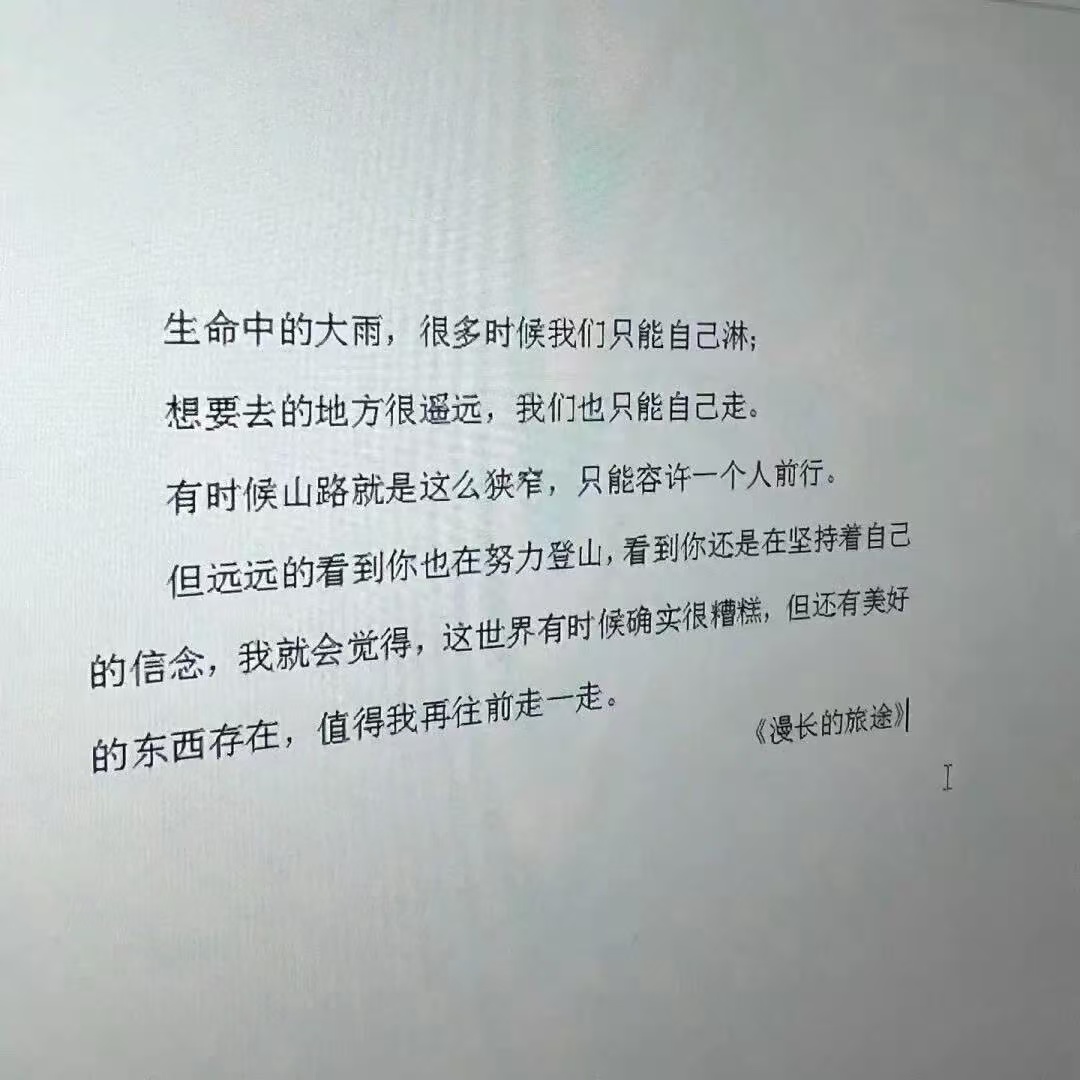 生命中的大雨，很多时候我们只能自己淋；
想要去的地方很遥远，我们也只能自己走。
有时候山路就是这么狭窄，只能容许一个人前行。
但远远的看到你也在努力登山，看到你还是在坚持着自己
的信念，我就会觉得，这世界有时候确实很糟糕，但还有美好
的东西存在，值得我再往前走一走。
《漫长的旅途》